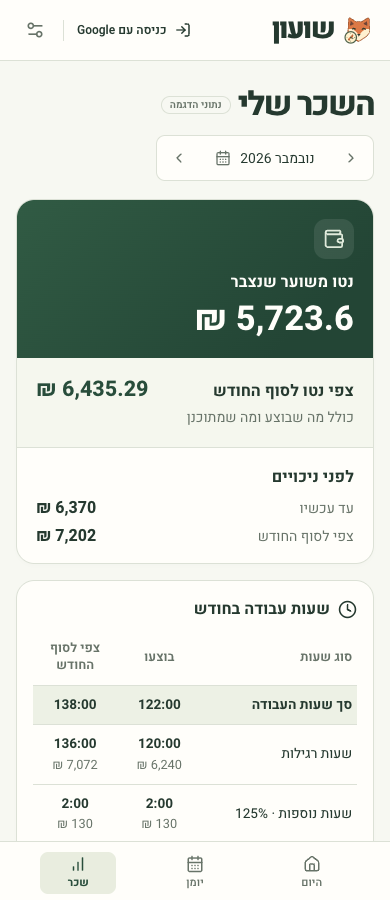 שועון
כניסה עם Google
השכר שלי
נתוני הדגמה
נובמבר 2026
נטו משוער שנצבר
5,723.6 ₪
צפי נטו לסוף החודש
6,435.29 ₪
כולל מה שבוצע ומה שמתוכנן
לפני ניכויים
עד עכשיו
6,370 ₪
צפי לסוף החודש
7,202 ₪
שעות עבודה בחודש
סוג שעות
בוצעו
צפי לסוף
החודש
סך שעות העבודה
122:00
138:00
שעות רגילות
120:00
136:00
6,240 ₪
7,072 ₪
שעות נוספות · 125%
2:00
2:00
130 ₪
130 ₪
היום
יומן
שכר